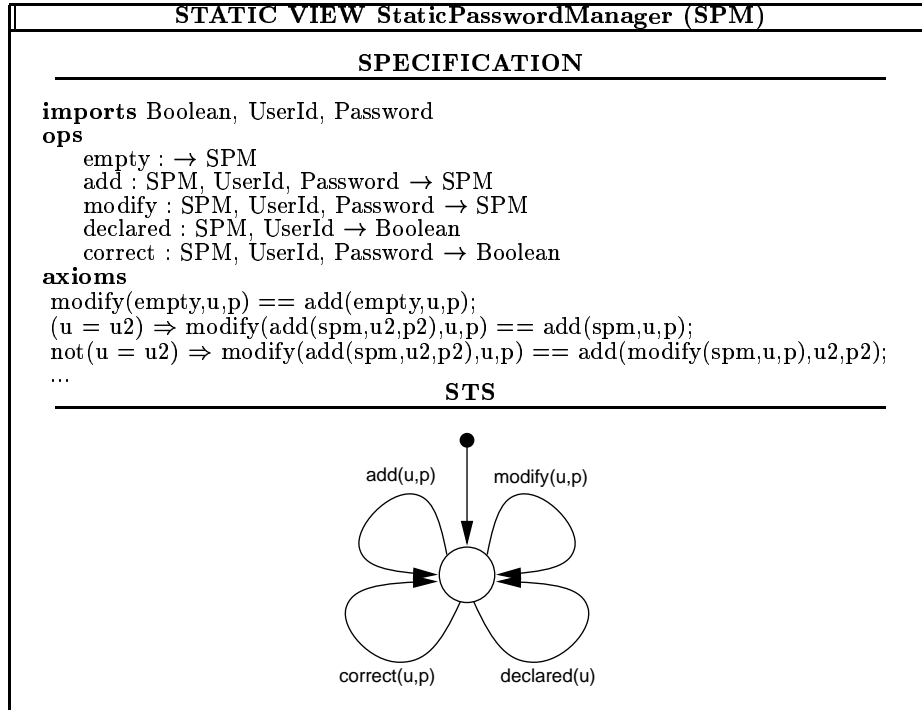 STATIC VIEW StaticPasswordManager (SPM)
SPECIFICATION
imports Boolean, UserId, Password
ops
empty : → SPM
add : SPM, UserId, Password → SPM
modify : SPM, UserId, Password → SPM
declared : SPM, UserId → Boolean
correct : SPM, UserId, Password → Boolean
axioms
modify(empty,u,p) == add(empty,u,p);
(u = u2) ⇒ modify(add(spm,u2,p2),u,p) == add(spm,u,p);
not(u = u2) ⇒ modify(add(spm,u2,p2),u,p) == add(modify(spm,u,p),u2,p2);
...
STS
add(u,p) modify(u,p)
correct(u,p) declared(u)